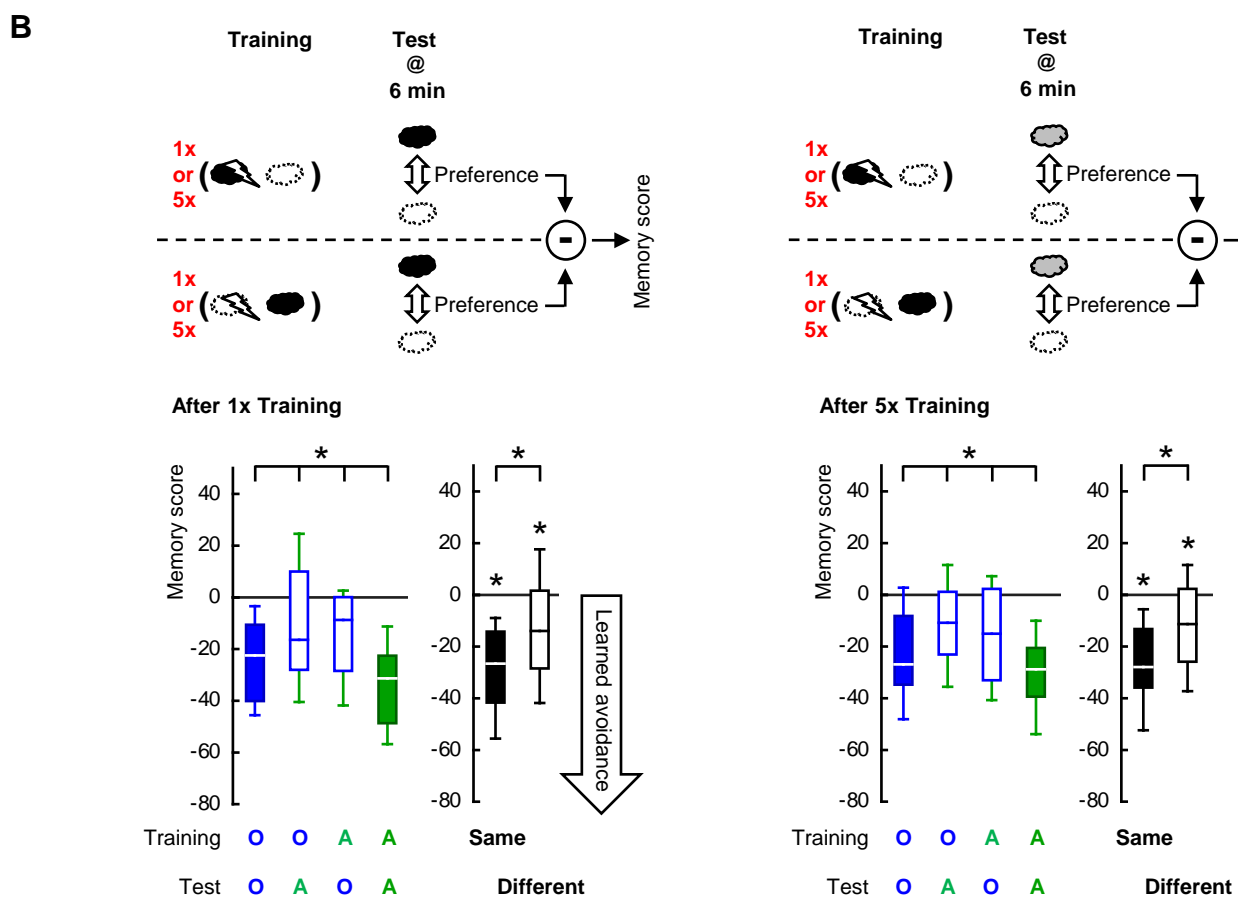 B
Training
Test
@
6 min
1x
or
5x
( )
Preference
-
Memory score
1x
or
5x
( )
Preference
Training
Test
@
6 min
1x
or
5x
( )
Preference
-
1x
or
5x
( )
Preference
After 1x Training
Memory score
40
20
0
-20
-40
-60
-80
*
40
20
0
-20
-40
-60
-80
*
*
*
Learned avoidance
Training O O A A
Test O A O A
Same
Different
After 5x Training
Memory score
40
20
0
-20
-40
-60
-80
*
40
20
0
-20
-40
-60
-80
*
*
*
Training O O A A
Test O A O A
Same
Different